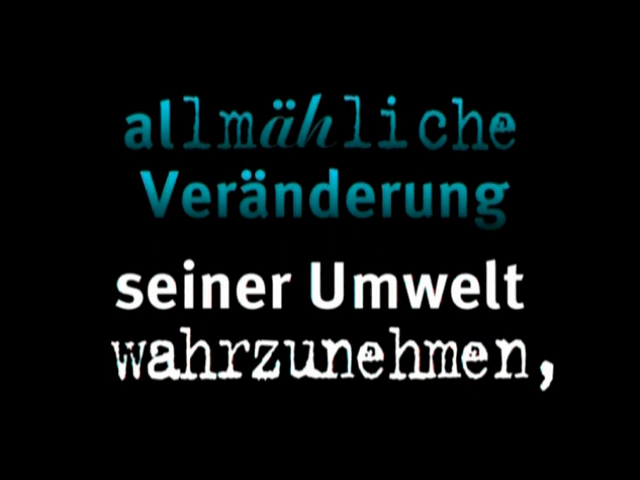 allmähliche
Veränderung
seiner Umwelt
wahrzunehmen,